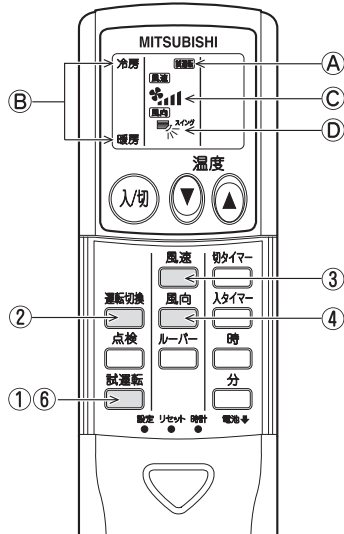 MITSUBISHI
冷房 試運転 Ⓐ
風速
Ⓑ Ⓒ
風向
スイング Ⓓ
暖房
温度
入/切 ▼ ▲
風速 切タイマー
③
運転切換 風向 入タイマー
② ④
点検 ルーバー 時
試運転 分
①⑥
設定 リセット 時計 電池